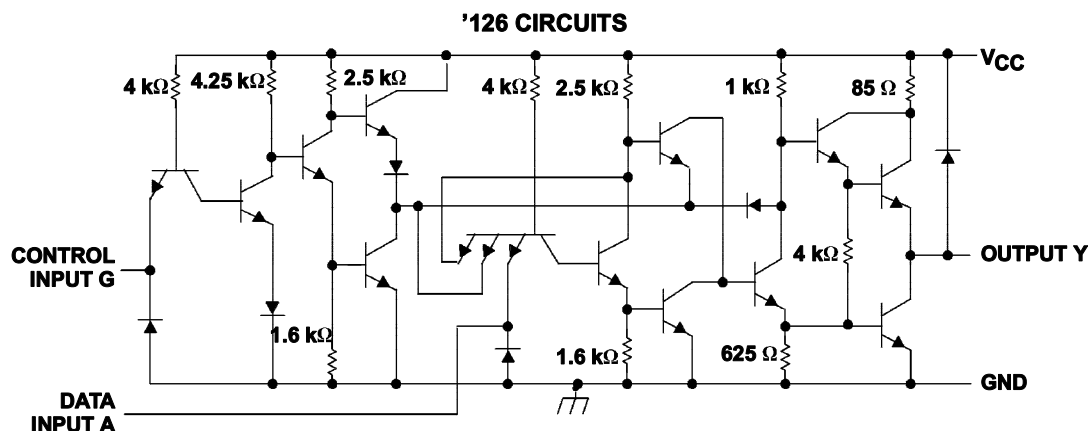 ’126 CIRCUITS
VCC
4 kΩ
4.25 kΩ
2.5 kΩ
4 kΩ
2.5 kΩ
1 kΩ
85 Ω
CONTROL
INPUT G
4 kΩ
OUTPUT Y
1.6 kΩ
1.6 kΩ
625 Ω
GND
DATA
INPUT A